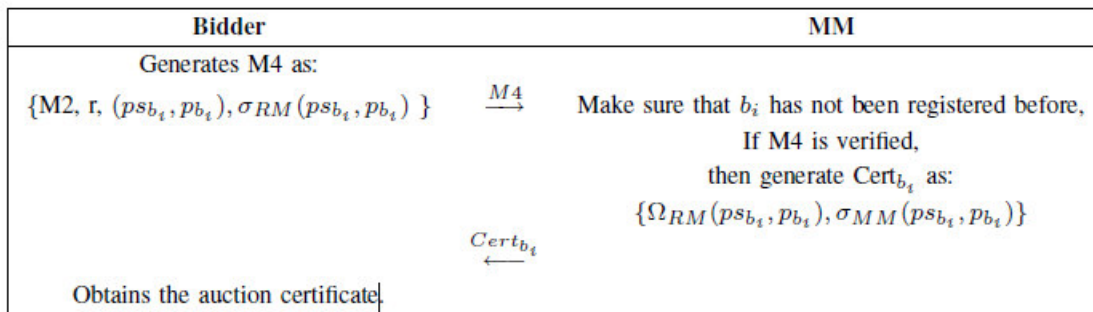 Bidder MM
Generates M4 as:
{M2, r, (ps_{b_i}, p_{b_i}), σ_{RM}(ps_{b_i}, p_{b_i}) } M4 → Make sure that b_i has not been registered before,
If M4 is verified,
then generate Cert_{b_i} as:
{Ω_{RM}(ps_{b_i}, p_{b_i}), σ_{MM}(ps_{b_i}, p_{b_i})}
Cert_{b_i} ←
Obtains the auction certificate.